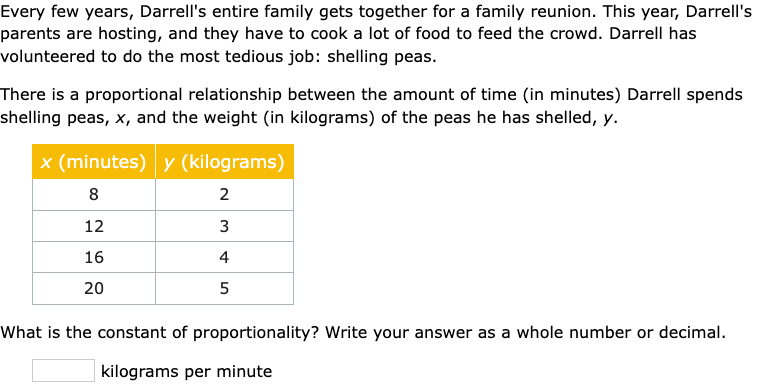 Every few years, Darrell's entire family gets together for a family reunion. This year, Darrell's
parents are hosting, and they have to cook a lot of food to feed the crowd. Darrell has
volunteered to do the most tedious job: shelling peas.
There is a proportional relationship between the amount of time (in minutes) Darrell spends
shelling peas, x, and the weight (in kilograms) of the peas he has shelled, y.
x (minutes) y (kilograms)
8 2
12 3
16 4
20 5
What is the constant of proportionality? Write your answer as a whole number or decimal.
kilograms per minute